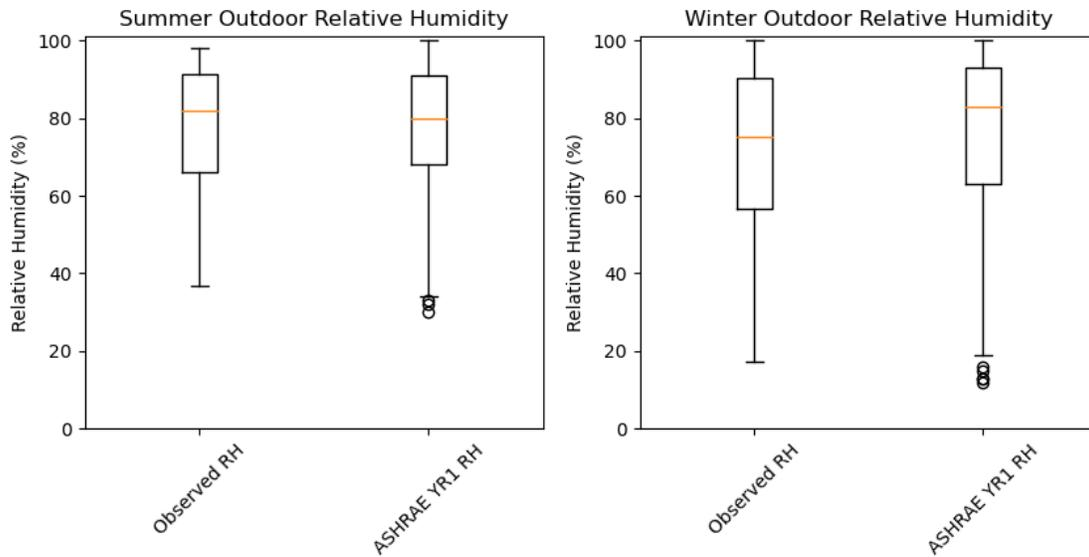 Summer Outdoor Relative Humidity
Relative Humidity (%)
100
80
60
40
20
0
Observed RH
ASHRAE YR1 RH
Winter Outdoor Relative Humidity
Relative Humidity (%)
100
80
60
40
20
0
Observed RH
ASHRAE YR1 RH